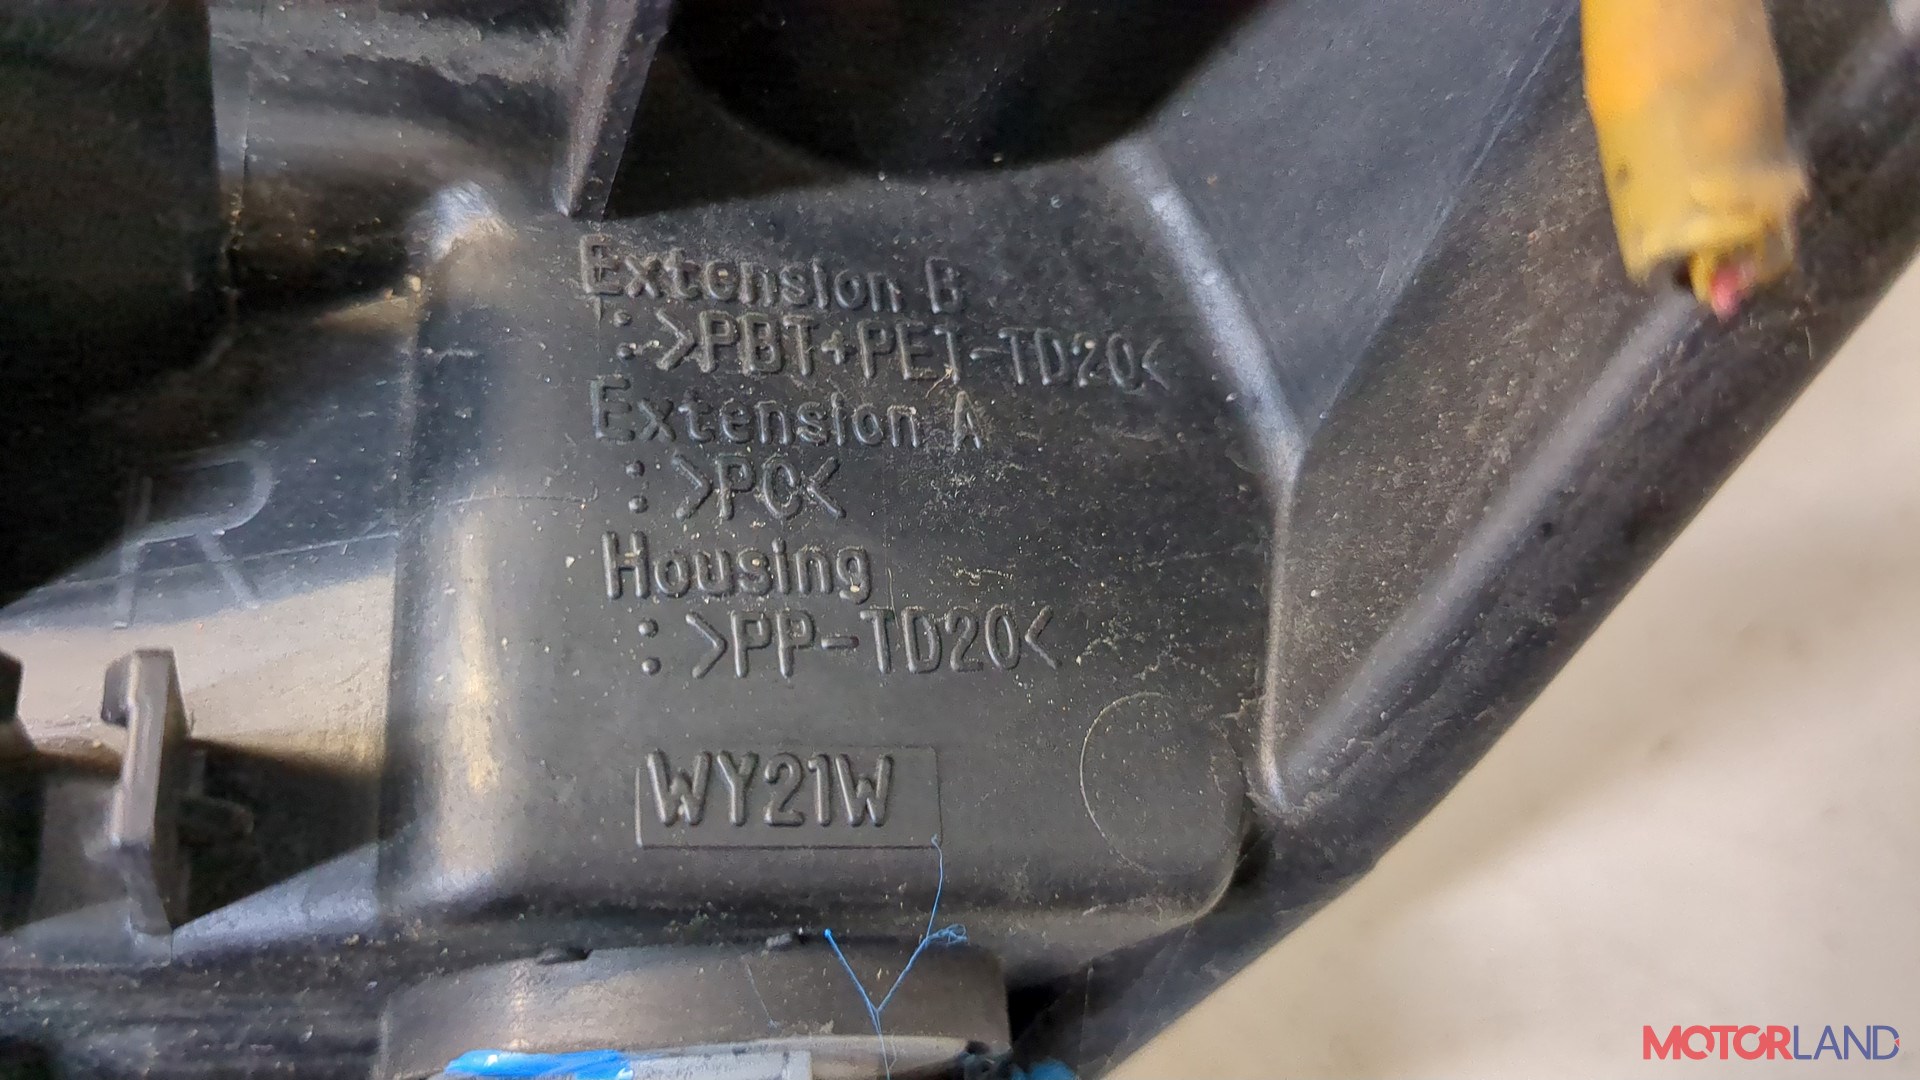 Extension B
:>PBT+PET-TD20<
Extension A
:>PC<
Housing
:>PP-TD20<
R
WY21W
MOTORLAND